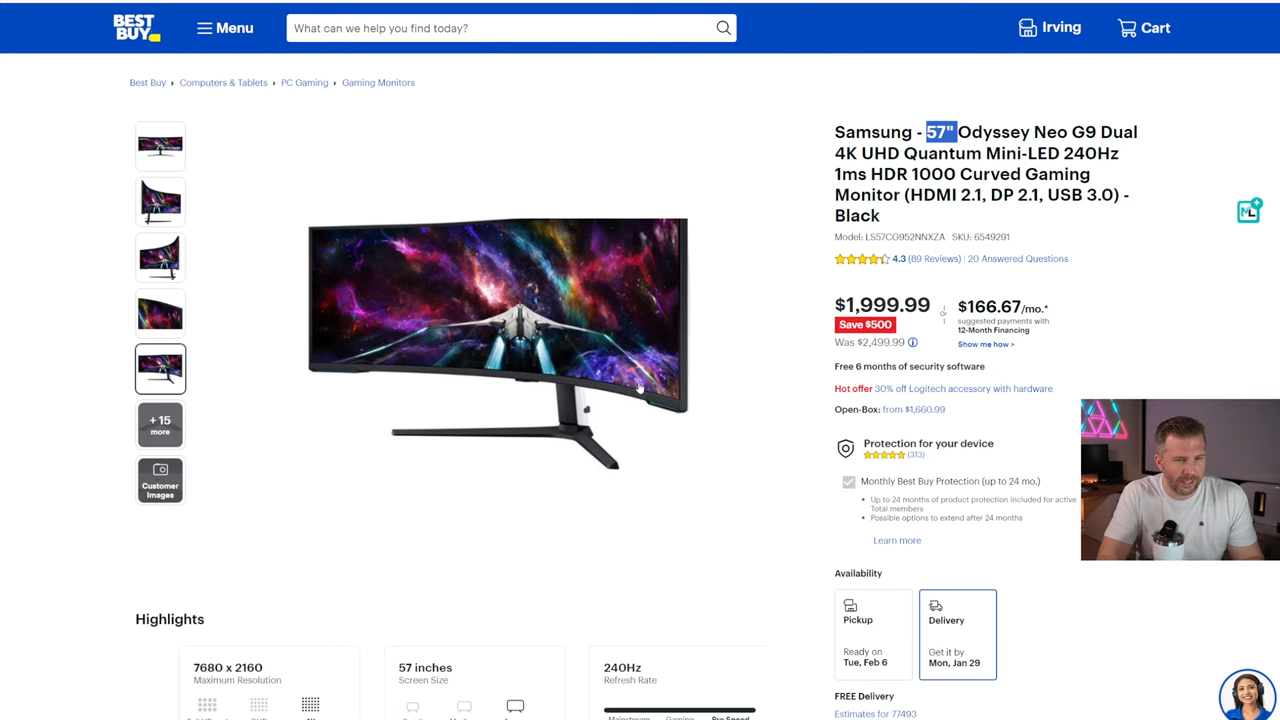 BEST BUY
Menu
What can we help you find today?
Irving
Cart
Best Buy
Computers & Tablets
PC Gaming
Gaming Monitors
+ 15
more
Customer
Images
Samsung - 57" Odyssey Neo G9 Dual
4K UHD Quantum Mini-LED 240Hz
1ms HDR 1000 Curved Gaming
Monitor (HDMI 2.1, DP 2.1, USB 3.0) -
Black
Model: LS57CG952NNXZA SKU: 6549291
4.3 (89 Reviews) | 20 Answered Questions
$1,999.99
Save $500
Was $2,499.99
Or
$166.67/mo.*
suggested payments with
12-Month Financing
Show me how >
Free 6 months of security software
Hot offer 30% off Logitech accessory with hardware
Open-Box: from $1,660.99
Protection for your device
(313)
Monthly Best Buy Protection (up to 24 mo.)
• Up to 24 months of product protection included for active
Total members
• Possible options to extend after 24 months
Learn more
Availability
Pickup
Ready on
Tue, Feb 6
Delivery
Get it by
Mon, Jan 29
FREE Delivery
Estimates for 77493
ML
Highlights
7680 x 2160
Maximum Resolution
57 inches
Screen Size
240Hz
Refresh Rate